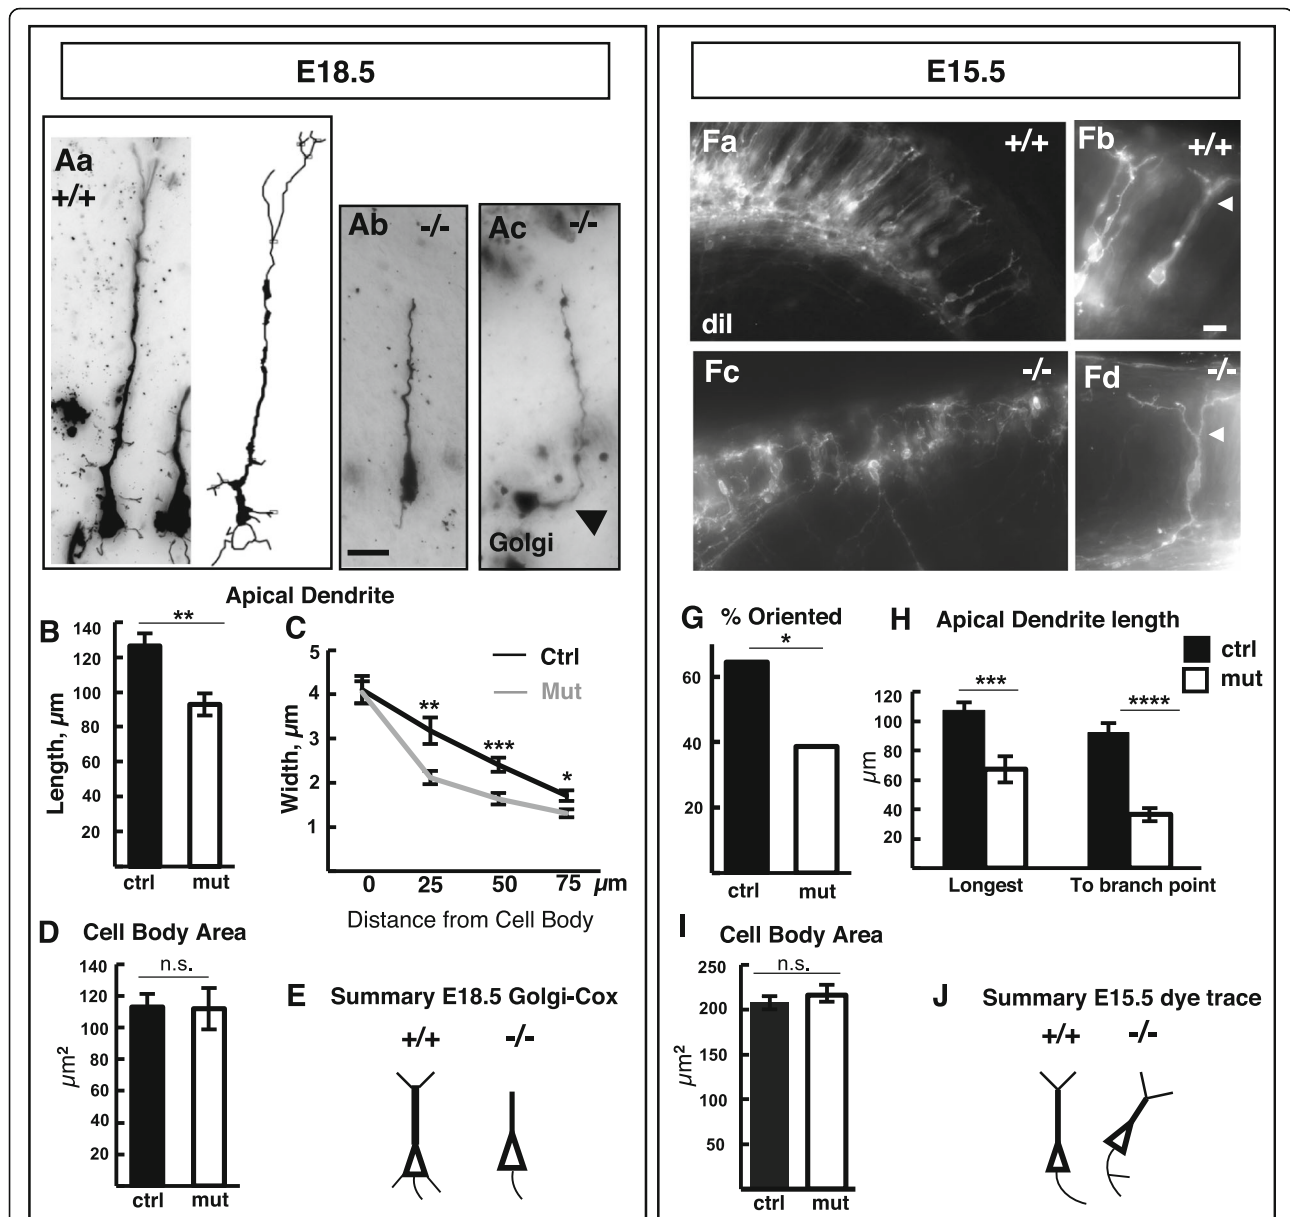 E18.5
Aa
+/+
Ab -/-
Ac -/-
Golgi
Apical Dendrite
B
**
Length, µm
140
120
100
80
60
40
20
ctrl mut
C
Ctrl
Mut
Width, µm
5
4
3
2
1
** *** *
0 25 50 75 µm
Distance from Cell Body
D Cell Body Area
n.s.
µm²
140
120
100
80
60
40
20
ctrl mut
E Summary E18.5 Golgi-Cox
+/+ -/-
E15.5
Fa +/+
diI
Fb +/+
Fc -/-
Fd -/-
G % Oriented
*
60
40
20
ctrl mut
H Apical Dendrite length
ctrl
mut
*** ****
µm
120
100
80
60
40
20
Longest To branch point
I Cell Body Area
n.s.
µm²
250
200
150
100
50
ctrl mut
J Summary E15.5 dye trace
+/+ -/-